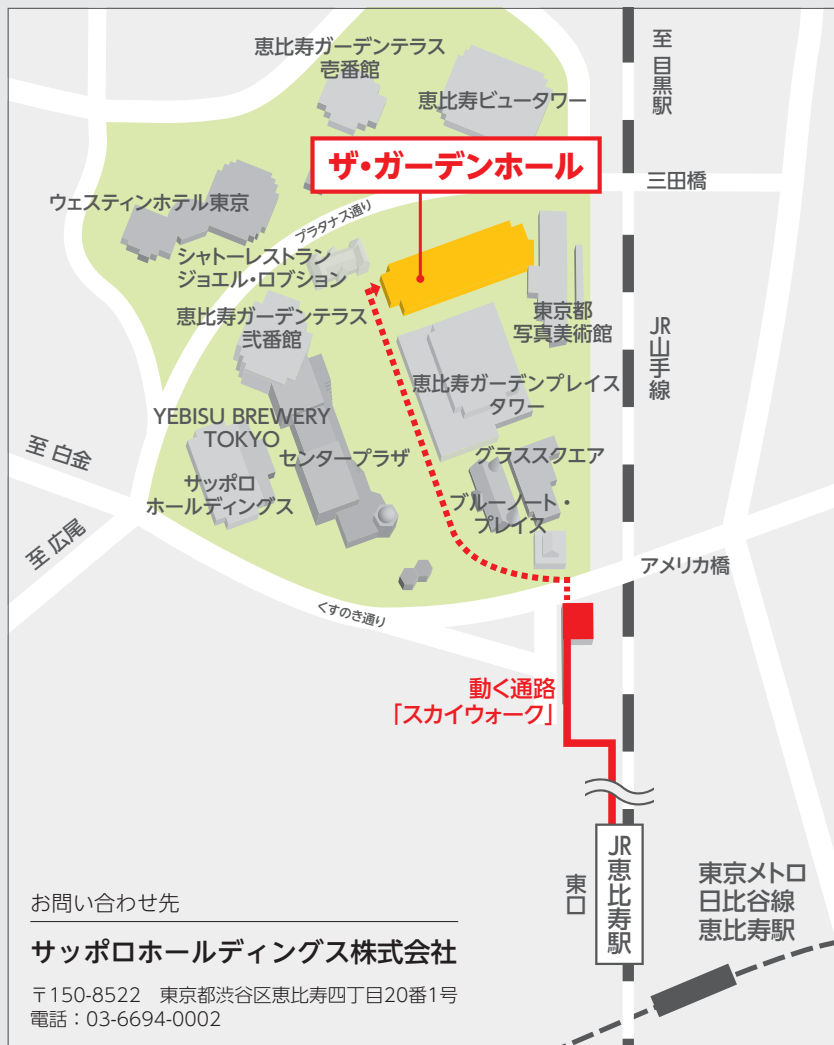 恵比寿ガーデンテラス
壱番館
恵比寿ビュータワー
至 目黒駅
ザ・ガーデンホール
三田橋
ウェスティンホテル東京
プラタナス通り
シャトーレストラン
ジョエル・ロブション
東京都
写真美術館
恵比寿ガーデンテラス
弐番館
JR山手線
恵比寿ガーデンプレイス
タワー
YEBISU BREWERY
TOKYO
至 白金
センタープラザ
グラススクエア
サッポロ
ホールディングス
ブルーノート・
プレイス
至 広尾
アメリカ橋
くすのき通り
動く通路
「スカイウォーク」
JR恵比寿駅
東口
東京メトロ
日比谷線
恵比寿駅
お問い合わせ先
サッポロホールディングス株式会社
〒150-8522　東京都渋谷区恵比寿四丁目20番1号
電話：03-6694-0002